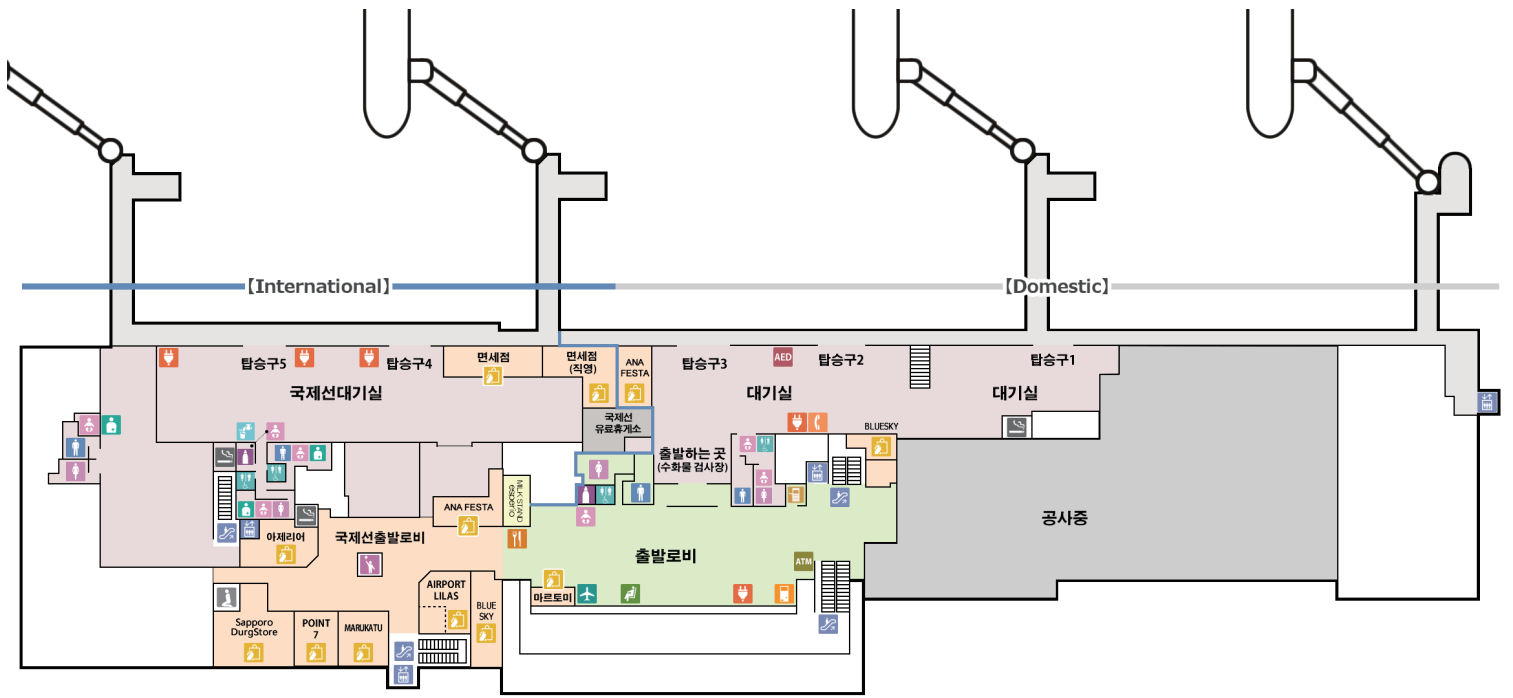 【International】
【Domestic】
탑승구5
탑승구4
면세점
면세점
(직영)
ANA
FESTA
탑승구3
AED
탑승구2
탑승구1
국제선대기실
대기실
대기실
국제선
유료휴게소
BLUESKY
출발하는 곳
(수화물 검사장)
MILK STAND
esperio
ANA FESTA
공사중
아제리어
국제선출발로비
출발로비
ATM
AIRPORT
LILAS
마르토미
BLUE
SKY
Sapporo
DurgStore
POINT
7
MARUKATU